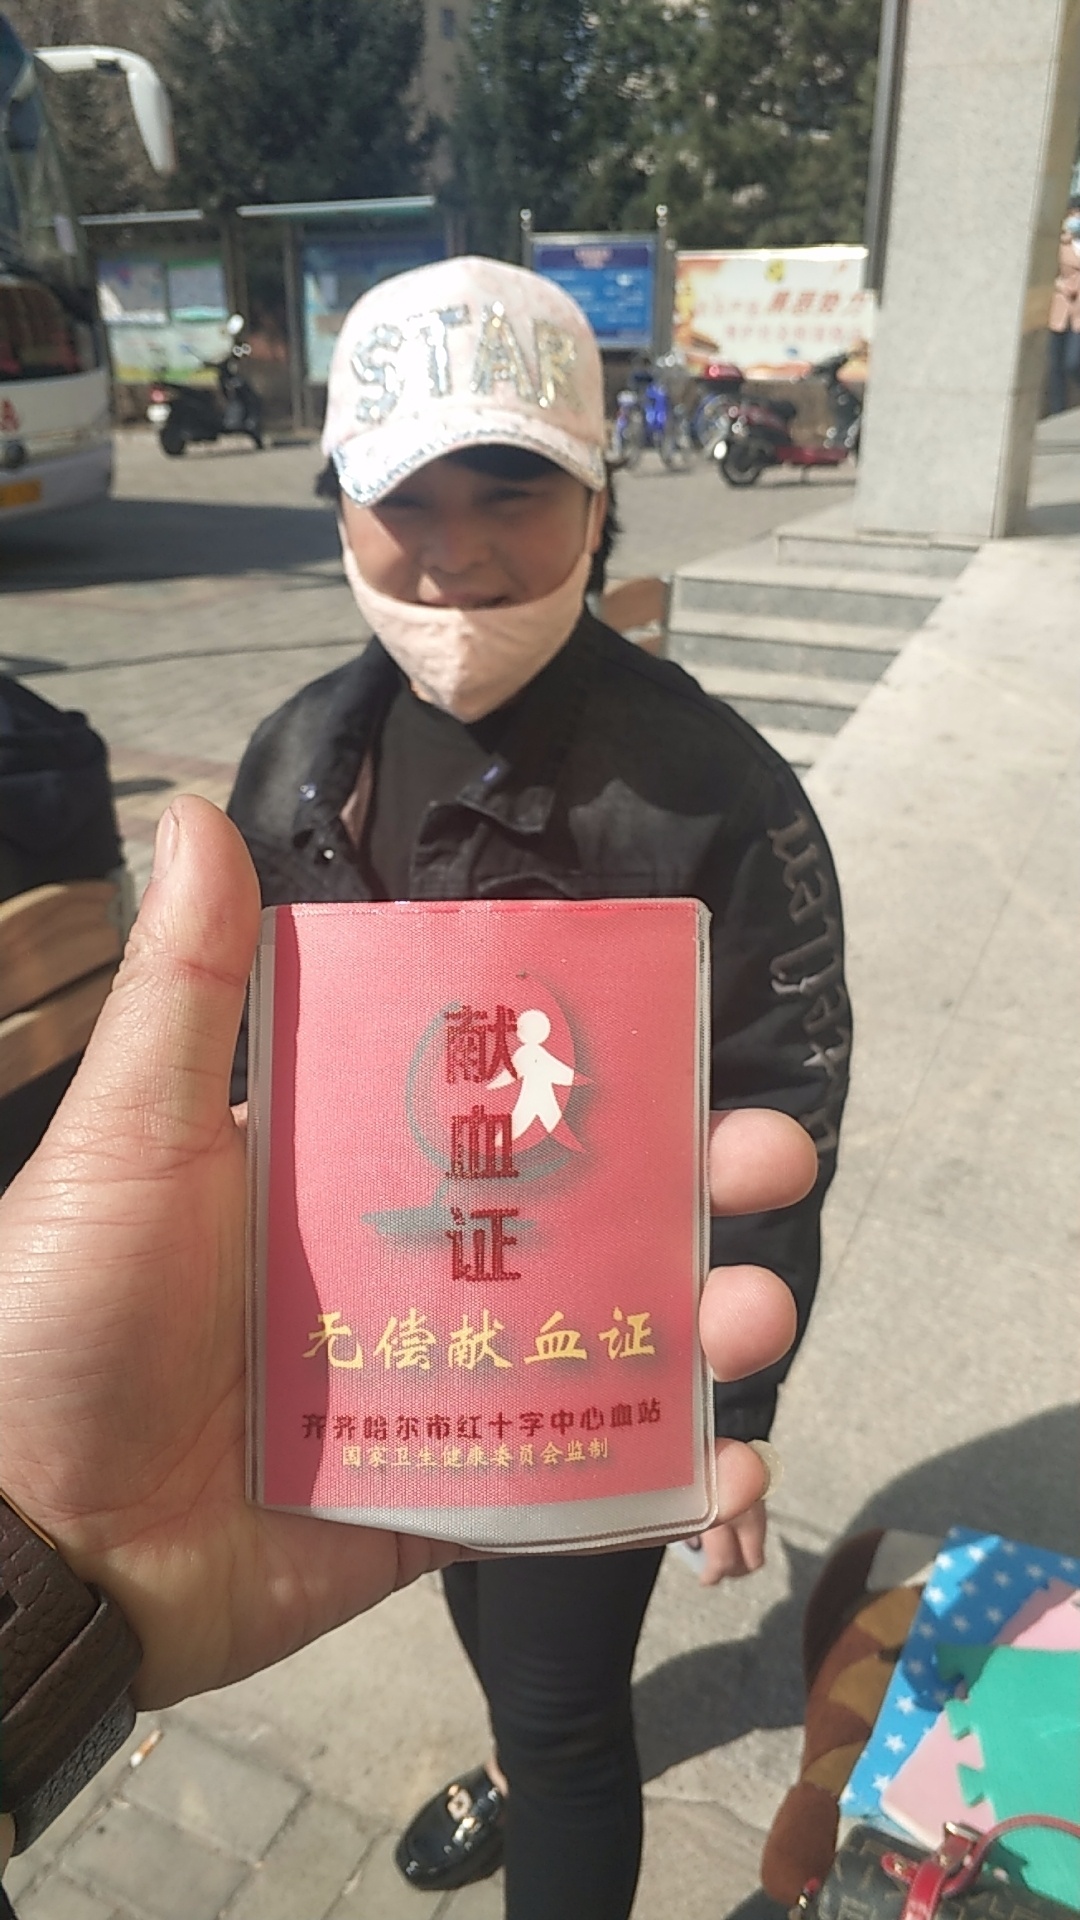 STAR
献
血
证
无偿献血证
齐齐哈尔市红十字中心血站
国家卫生健康委员会监制